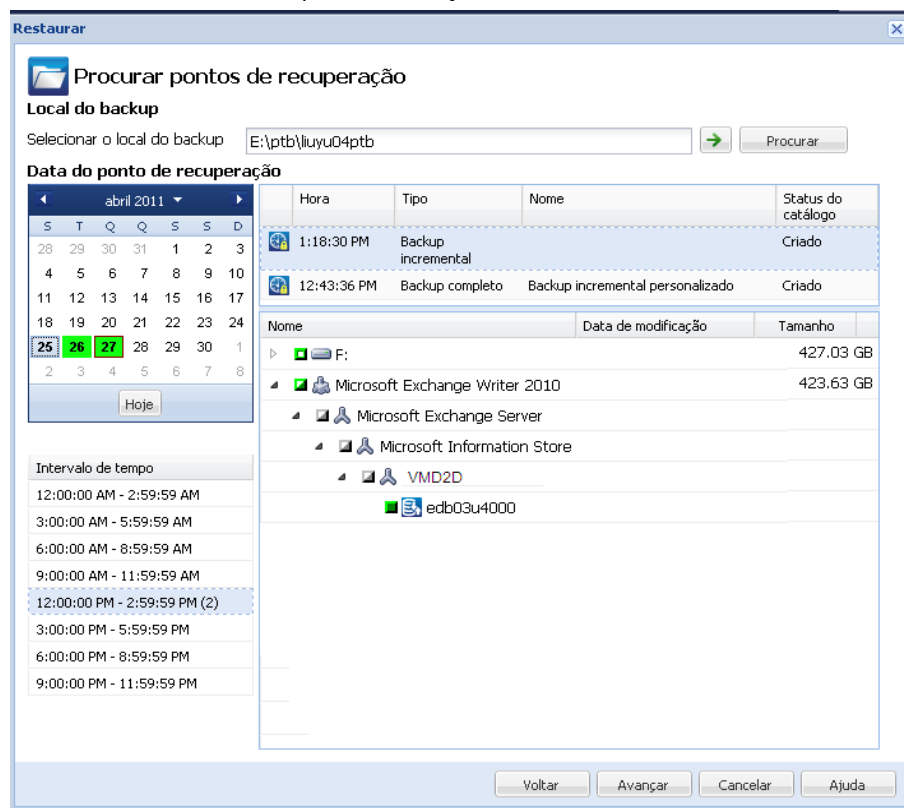 Restaurar
Procurar pontos de recuperação
Local do backup
Selecionar o local do backup E:\ptb\liuyu04ptb Procurar
Data do ponto de recuperação
abril 2011
S T Q Q S S D
28 29 30 31 1 2 3
4 5 6 7 8 9 10
11 12 13 14 15 16 17
18 19 20 21 22 23 24
25 26 27 28 29 30 1
2 3 4 5 6 7 8
Hoje
Hora Tipo Nome Status do catálogo
1:18:30 PM Backup incremental Criado
12:43:36 PM Backup completo Backup incremental personalizado Criado
Nome Data de modificação Tamanho
F: 427.03 GB
Microsoft Exchange Writer 2010 423.63 GB
Microsoft Exchange Server
Microsoft Information Store
VMD2D
edb03u4000
Intervalo de tempo
12:00:00 AM - 2:59:59 AM
3:00:00 AM - 5:59:59 AM
6:00:00 AM - 8:59:59 AM
9:00:00 AM - 11:59:59 AM
12:00:00 PM - 2:59:59 PM (2)
3:00:00 PM - 5:59:59 PM
6:00:00 PM - 8:59:59 PM
9:00:00 PM - 11:59:59 PM
Voltar Avançar Cancelar Ajuda